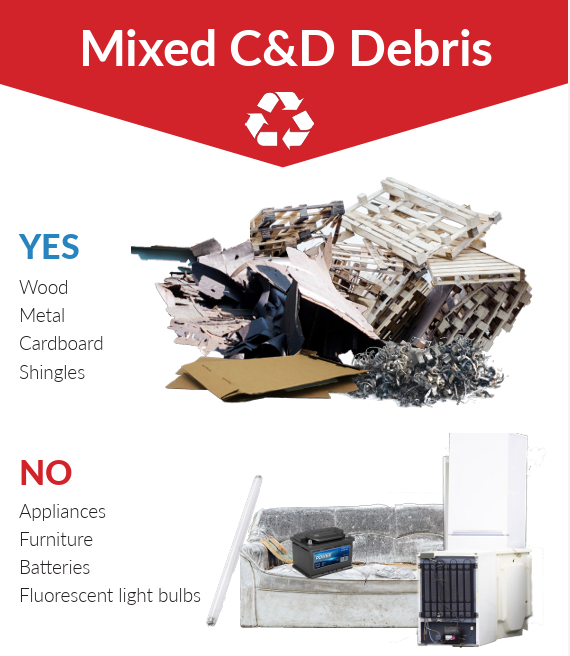 Mixed C&D Debris
YES
Wood
Metal
Cardboard
Shingles
NO
Appliances
Furniture
Batteries
Fluorescent light bulbs